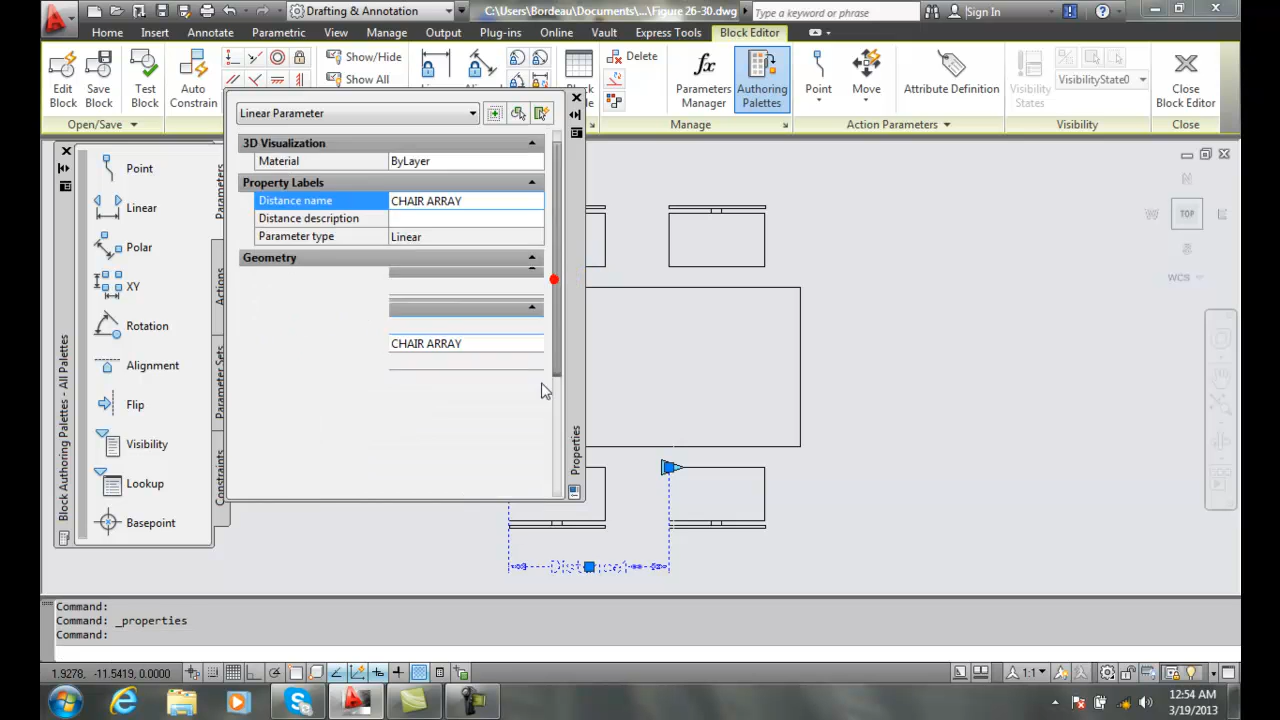 Drafting & Annotation
C:\Users\Bordeau\Documents\...\Figure 26-30.dwg
Type a keyword or phrase
Sign In
Home Insert Annotate Parametric View Manage Output Plug-ins Online Vault Express Tools Block Editor
Edit Block
Save Block
Test Block
Auto Constrain
Show/Hide
Show All
Block
Delete
Parameters Manager
Authoring Palettes
Point
Move
Attribute Definition
Visibility States
VisibilityState0
Close Block Editor
Open/Save
Manage
Action Parameters
Visibility
Close
Linear Parameter
3D Visualization
Material ByLayer
Property Labels
Distance name CHAIR ARRAY
Distance description
Parameter type Linear
Geometry
CHAIR ARRAY
Properties
Point
Linear
Polar
XY
Rotation
Alignment
Flip
Visibility
Lookup
Basepoint
Parameters
Actions
Parameter Sets
Constraints
Block Authoring Palettes - All Palettes
N
W
TOP
E
S
WCS
Distance1
Command:
Command: _properties
Command:
1.9278, -11.5419, 0.0000
1:1
12:54 AM
3/19/2013